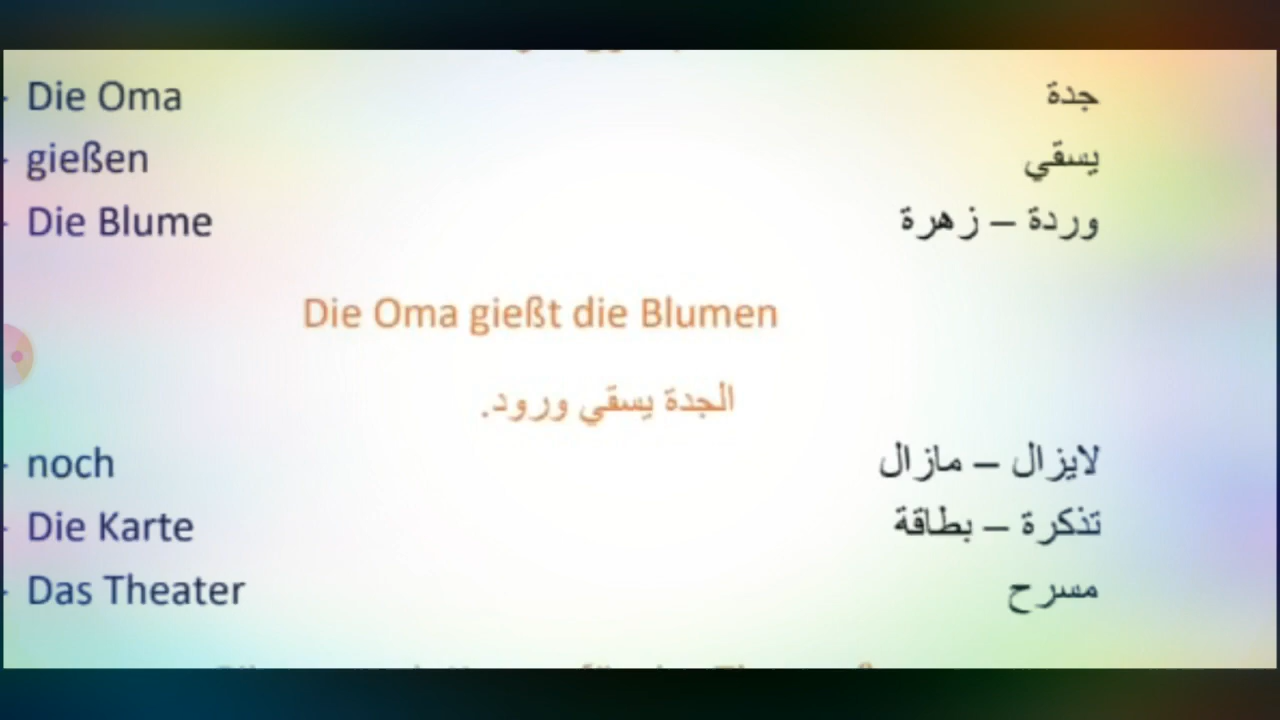 Die Oma جدة
gießen يسقي
Die Blume وردة – زهرة
Die Oma gießt die Blumen
الجدة يسقي ورود.
noch لايزال – مازال
Die Karte تذكرة – بطاقة
Das Theater مسرح